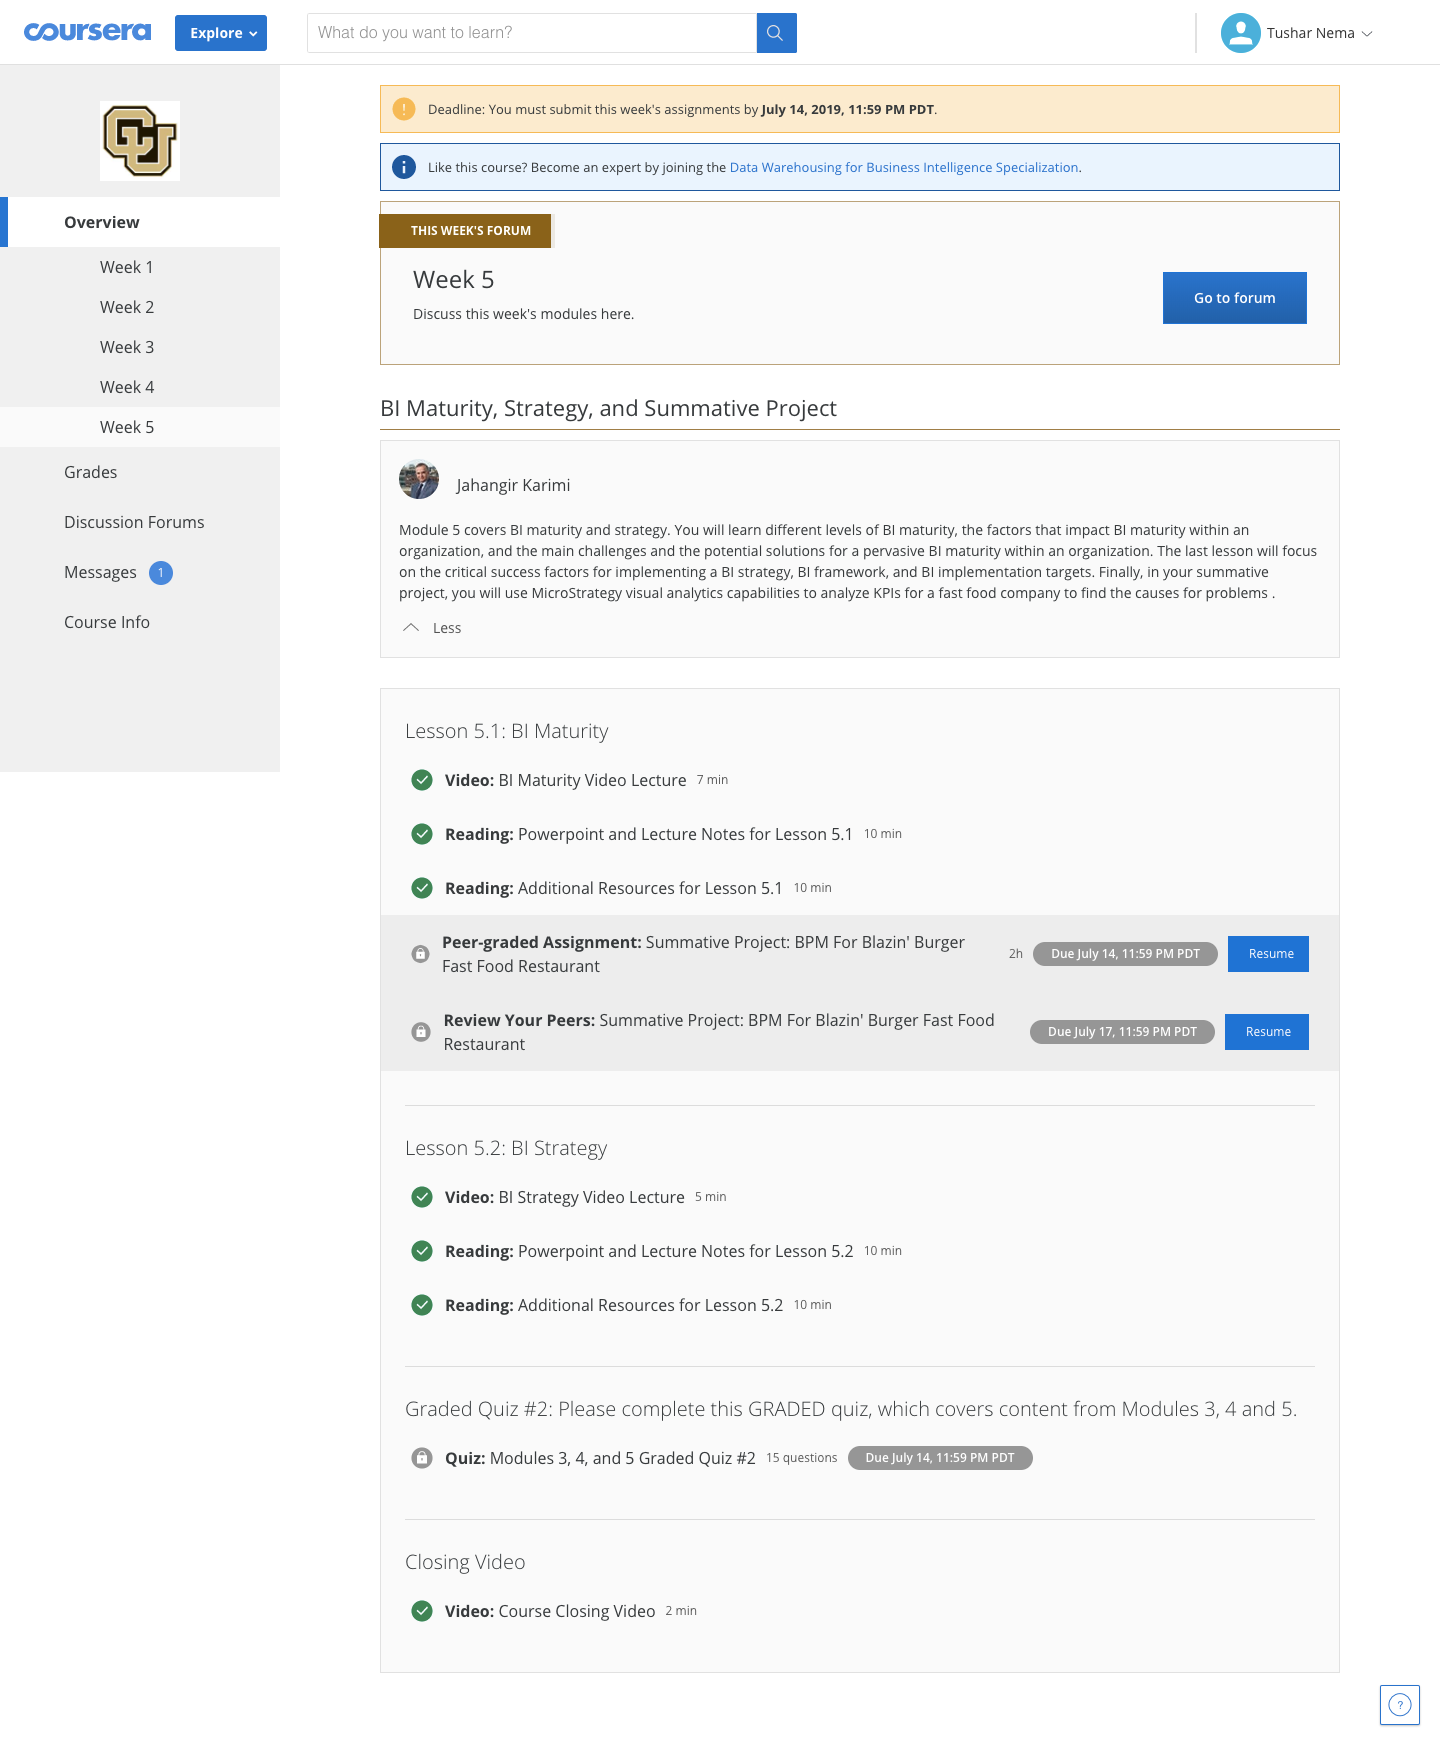 coursera
Explore
What do you want to learn?
Tushar Nema
CU
Overview
Week 1
Week 2
Week 3
Week 4
Week 5
Grades
Discussion Forums
Messages 1
Course Info
Deadline: You must submit this week's assignments by July 14, 2019, 11:59 PM PDT.
Like this course? Become an expert by joining the Data Warehousing for Business Intelligence Specialization.
THIS WEEK'S FORUM
Week 5
Discuss this week's modules here.
Go to forum
BI Maturity, Strategy, and Summative Project
Jahangir Karimi
Module 5 covers BI maturity and strategy. You will learn different levels of BI maturity, the factors that impact BI maturity within an
organization, and the main challenges and the potential solutions for a pervasive BI maturity within an organization. The last lesson will focus
on the critical success factors for implementing a BI strategy, BI framework, and BI implementation targets. Finally, in your summative
project, you will use MicroStrategy visual analytics capabilities to analyze KPIs for a fast food company to find the causes for problems .
Less
Lesson 5.1: BI Maturity
Video: BI Maturity Video Lecture 7 min
Reading: Powerpoint and Lecture Notes for Lesson 5.1 10 min
Reading: Additional Resources for Lesson 5.1 10 min
Peer-graded Assignment: Summative Project: BPM For Blazin' Burger
Fast Food Restaurant
2h Due July 14, 11:59 PM PDT Resume
Review Your Peers: Summative Project: BPM For Blazin' Burger Fast Food
Restaurant
Due July 17, 11:59 PM PDT Resume
Lesson 5.2: BI Strategy
Video: BI Strategy Video Lecture 5 min
Reading: Powerpoint and Lecture Notes for Lesson 5.2 10 min
Reading: Additional Resources for Lesson 5.2 10 min
Graded Quiz #2: Please complete this GRADED quiz, which covers content from Modules 3, 4 and 5.
Quiz: Modules 3, 4, and 5 Graded Quiz #2 15 questions Due July 14, 11:59 PM PDT
Closing Video
Video: Course Closing Video 2 min
?